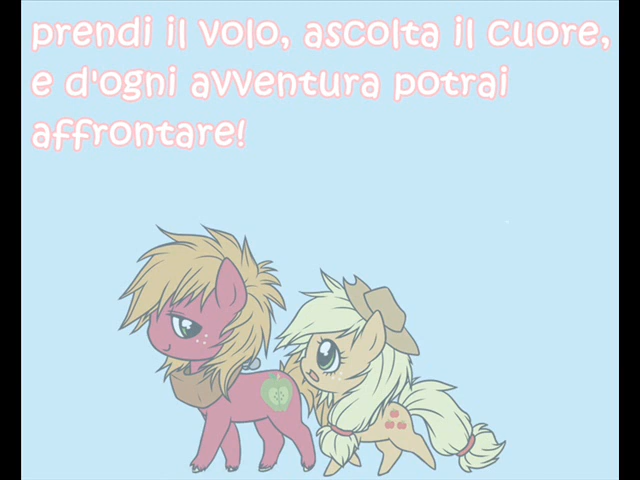 prendi il volo, ascolta il cuore,
e d'ogni avventura potrai
affrontare!